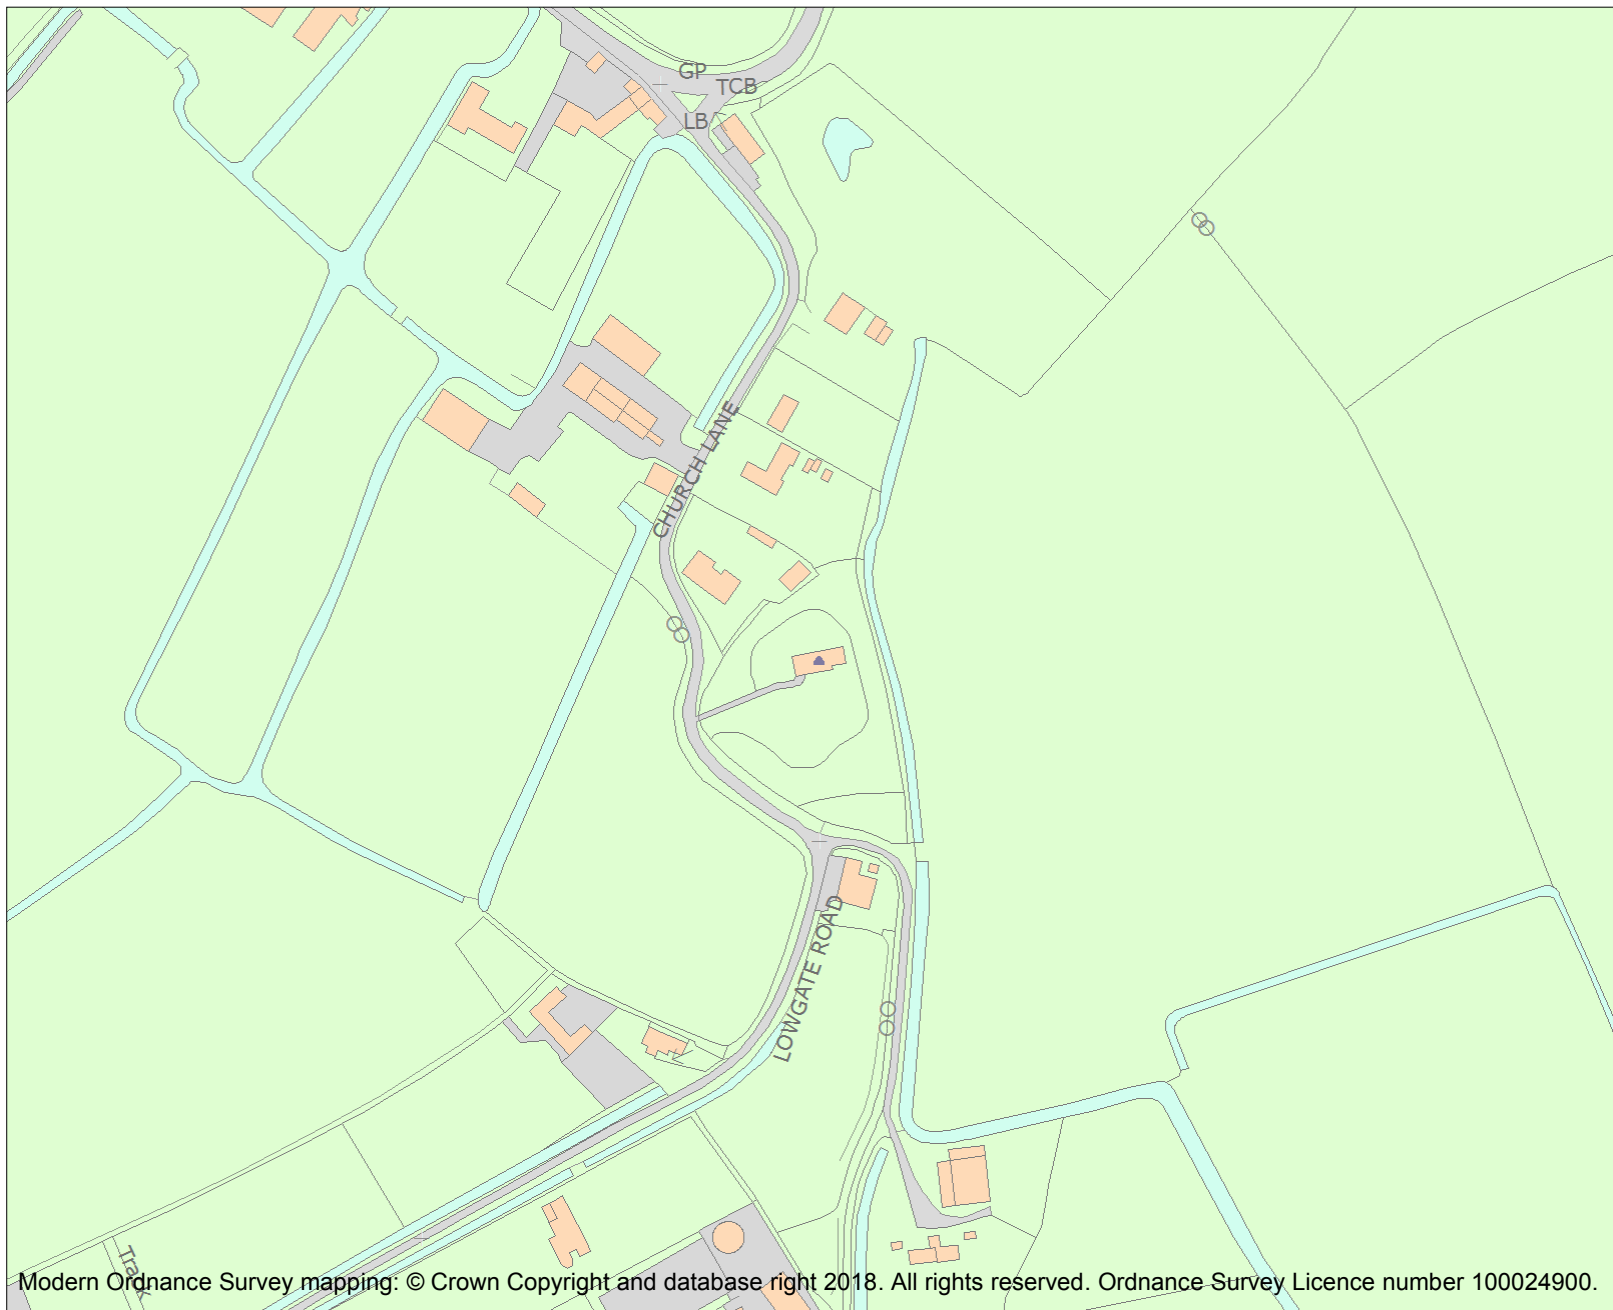 GP
TCB
LB
CHURCH LANE
LOWGATE ROAD
Track
Modern Ordnance Survey mapping: © Crown Copyright and database right 2018. All rights reserved. Ordnance Survey Licence number 100024900.